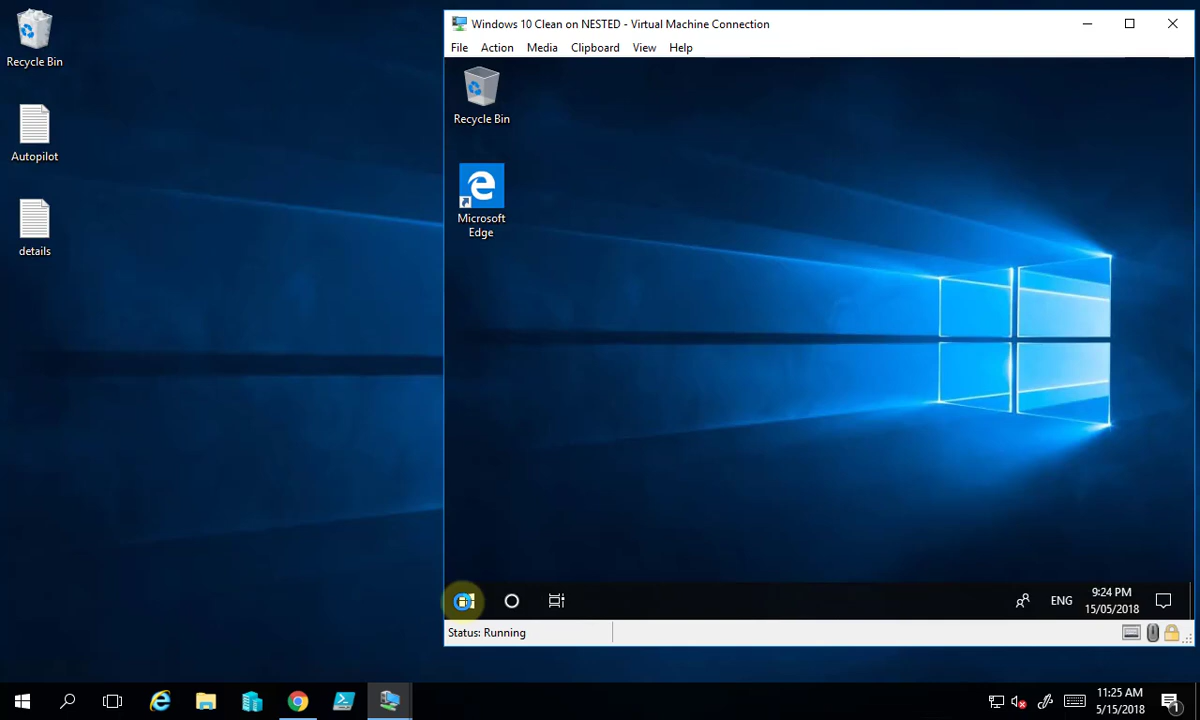 Recycle Bin
Autopilot
details
Windows 10 Clean on NESTED - Virtual Machine Connection
File Action Media Clipboard View Help
Recycle Bin
Microsoft
Edge
ENG
9:24 PM
15/05/2018
Status: Running
11:25 AM
5/15/2018
1